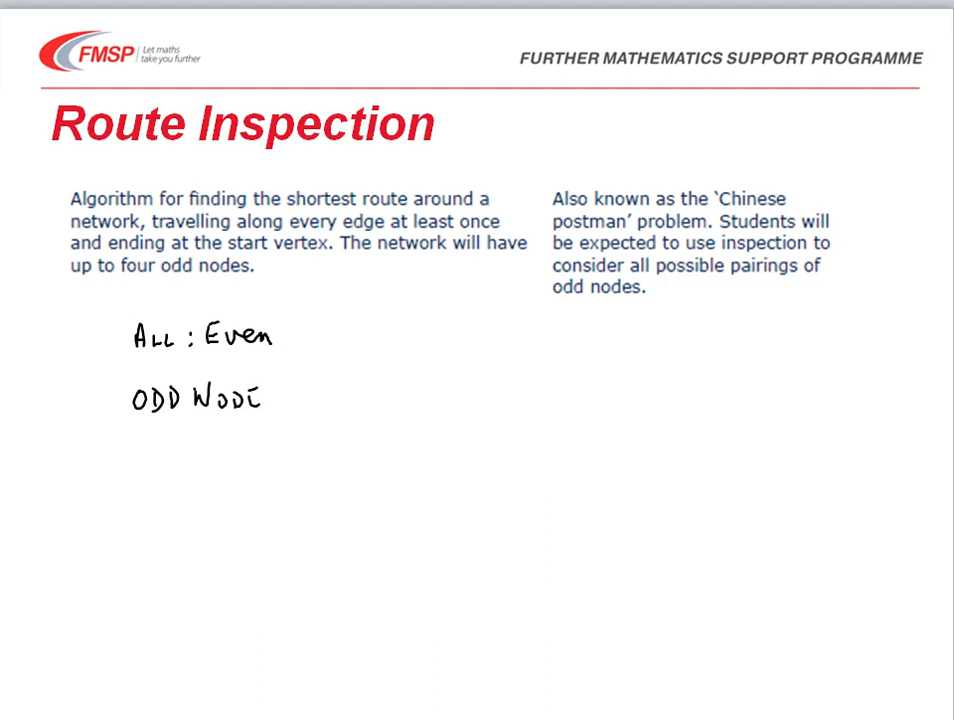 FMSP
Let maths
take you further
FURTHER MATHEMATICS SUPPORT PROGRAMME
Route Inspection
Algorithm for finding the shortest route around a
network, travelling along every edge at least once
and ending at the start vertex. The network will have
up to four odd nodes.
Also known as the ‘Chinese
postman’ problem. Students will
be expected to use inspection to
consider all possible pairings of
odd nodes.
ALL : Even
ODD NODE